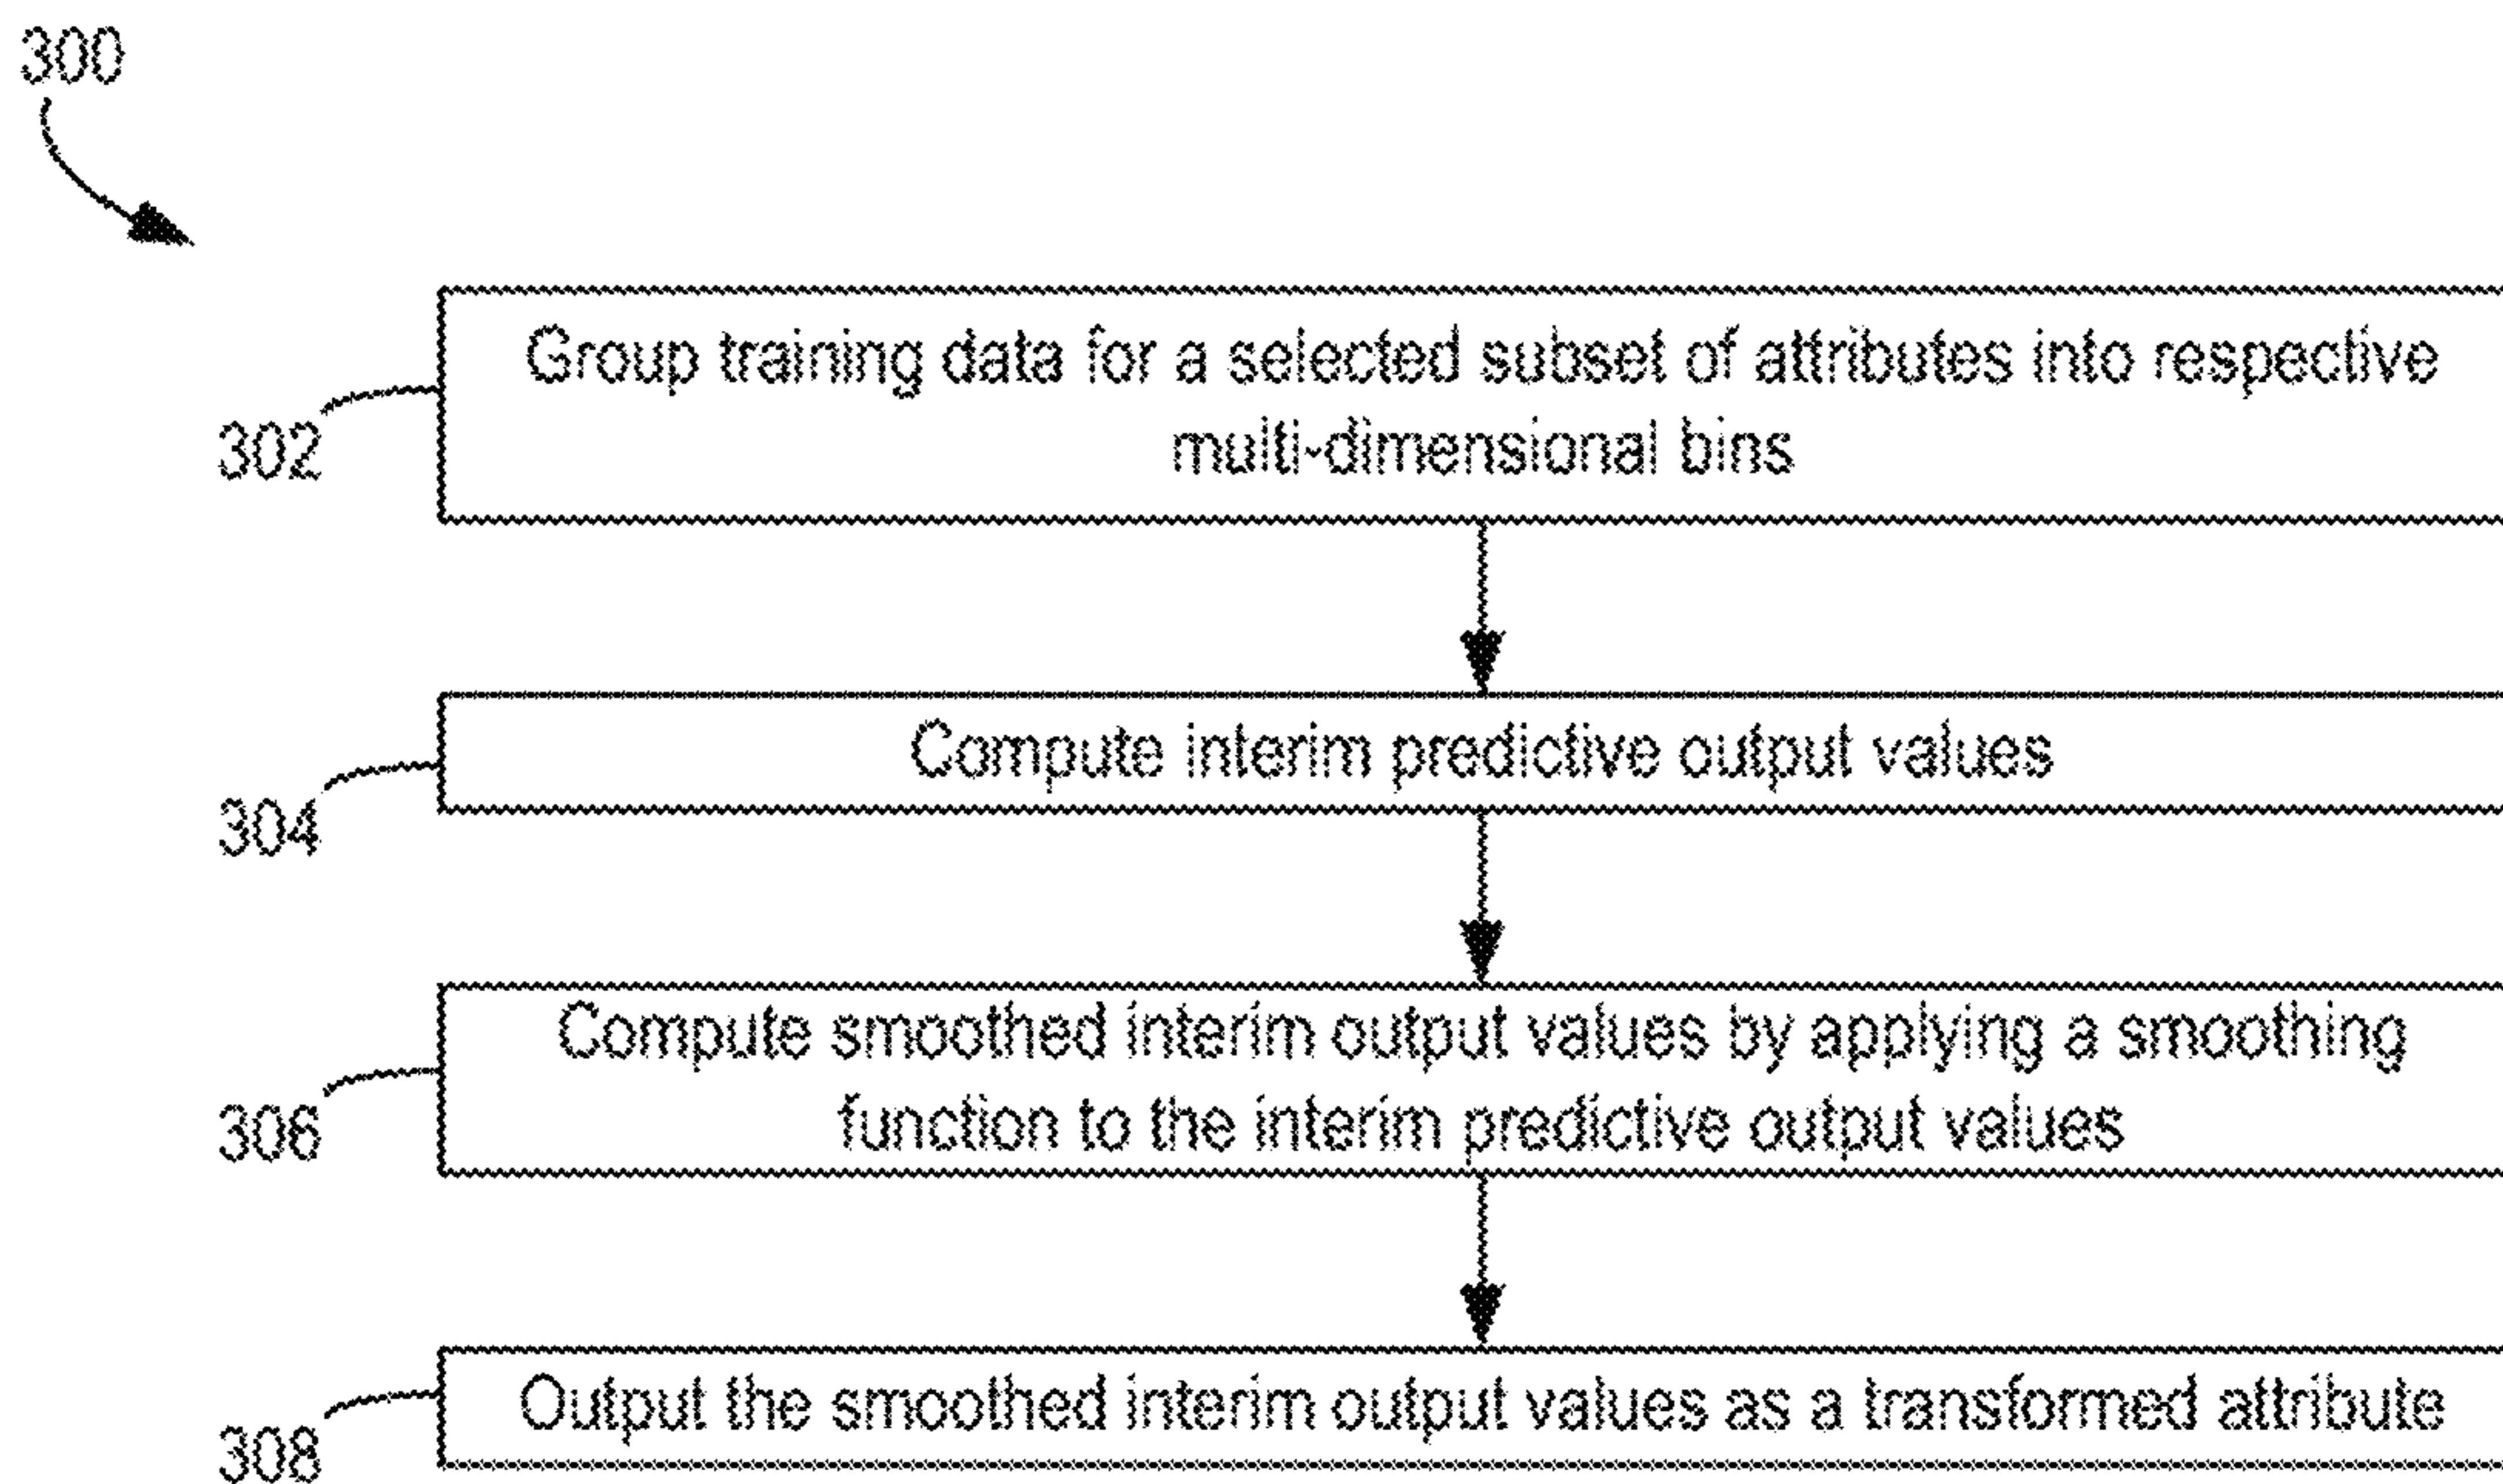 300
Group training data for a selected subset of attributes into respective
multi-dimensional bins
302
Compute interim predictive output values
304
Compute smoothed interim output values by applying a smoothing
function to the interim predictive output values
306
Output the smoothed interim output values as a transformed attribute
308